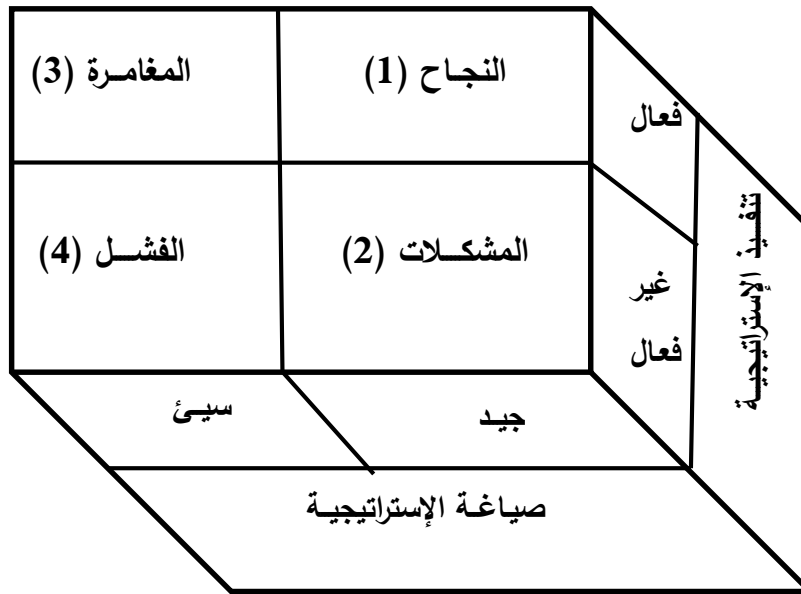 النجاح (1)
المغامرة (3)
فعال
المشكلات (2)
الفشل (4)
غير
فعال
تنفيذ الإستراتيجية
جيد
سيئ
صياغة الإستراتيجية